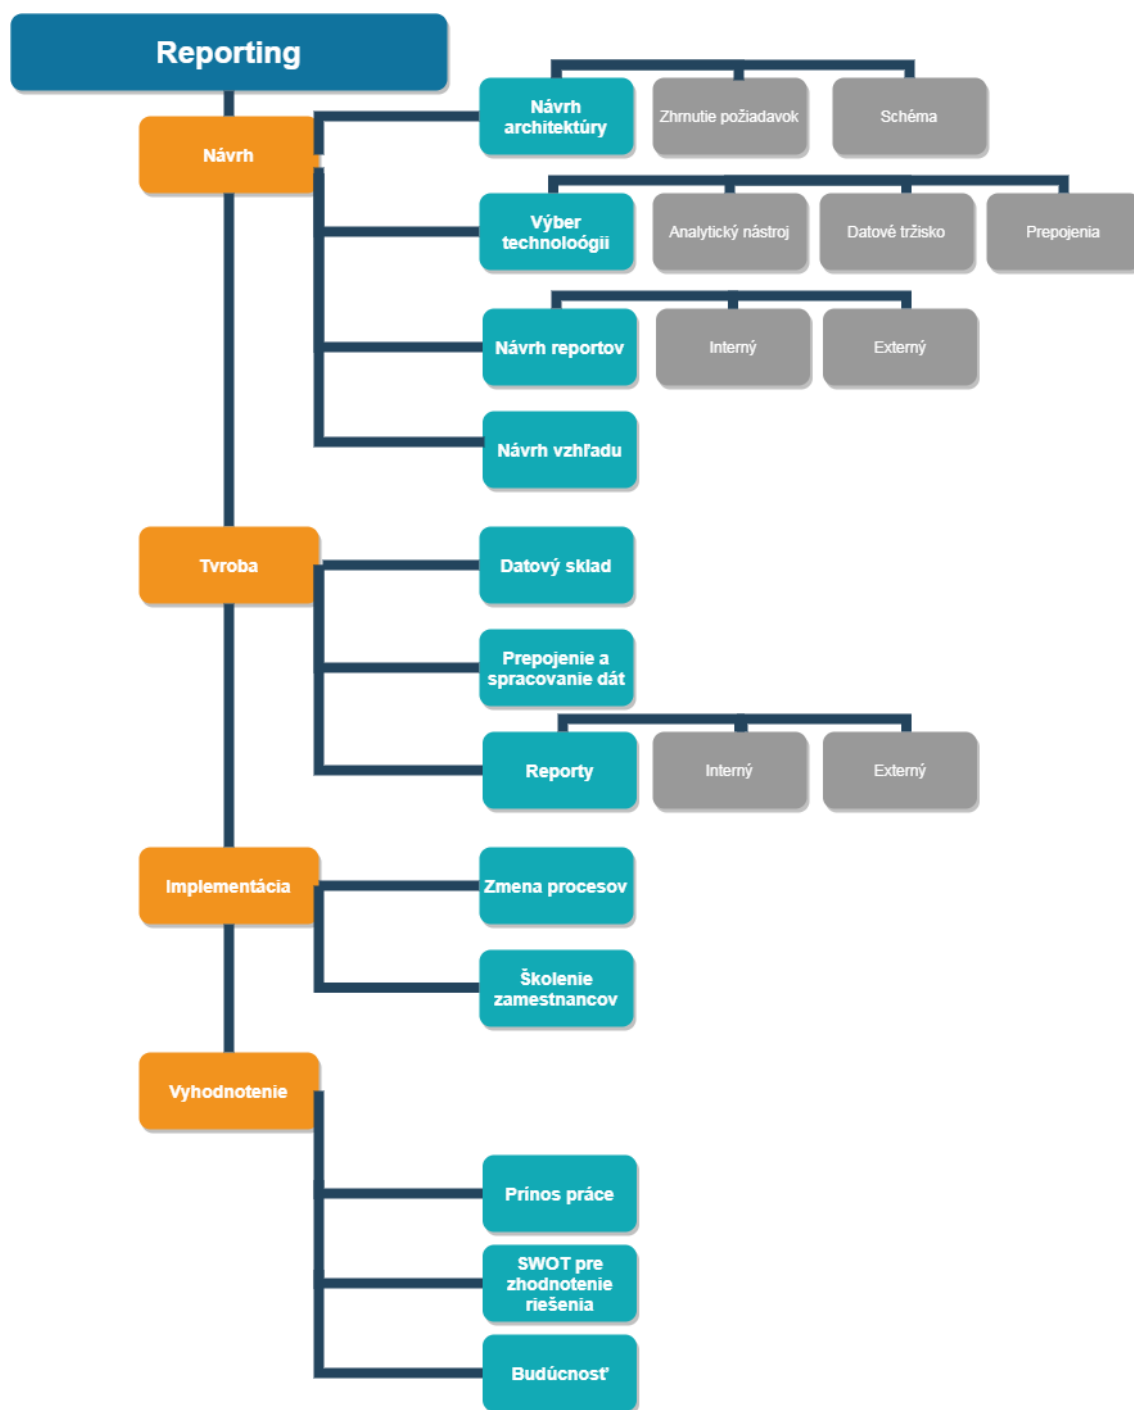 Reporting
Návrh
Návrh
architektúry
Zhrnutie požiadavok
Schéma
Výber
technoloógii
Analytický nástroj
Datové tržisko
Prepojenia
Návrh reportov
Interný
Externý
Návrh vzhľadu
Tvroba
Datový sklad
Prepojenie a
spracovanie dát
Reporty
Interný
Externý
Implementácia
Zmena procesov
Školenie
zamestnancov
Vyhodnotenie
Prínos práce
SWOT pre
zhodnotenie
riešenia
Budúcnosť